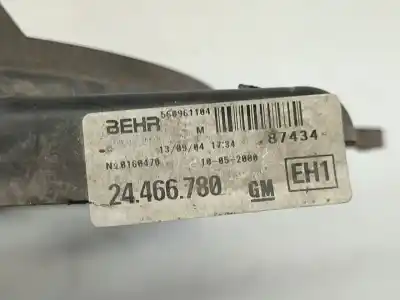 560961104
BEHR
M
87434
13/09/04 17:34
No0160470
10-05-2000
24.466.780 GM EH1